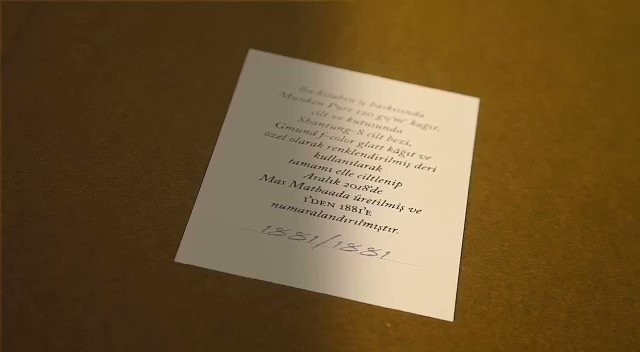 Bu kitabın iç baskısında
Munken Pure 120 gr/m² kağıt,
cilt ve kutusunda
Shantung–S cilt bezi,
Gmund f-color glatt kâğıt ve
özel olarak renklendirilmiş deri
kullanılarak
tamamı elle ciltlenip
Aralık 2018'de
Mas Matbaada üretilmiş ve
1'DEN 1881'E
numaralandırılmıştır.
1881/1881